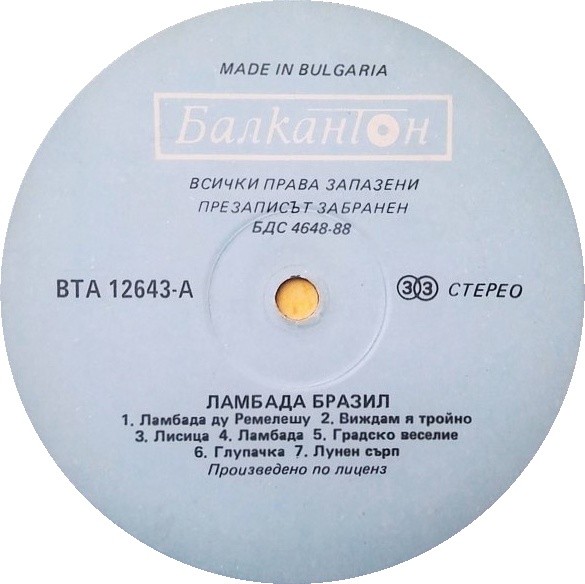 MADE IN BULGARIA
Балкантон
ВСИЧКИ ПРАВА ЗАПАЗЕНИ
ПРЕЗАПИСЪТ ЗАБРАНЕН
БДС 4648-88
ВТА 12643-А
33 СТЕРЕО
ЛАМБАДА БРАЗИЛ
1. Ламбада ду Ремелешу 2. Виждам я тройно
3. Лисица 4. Ламбада 5. Градско веселие
6. Глупачка 7. Лунен сърп
Произведено по лиценз